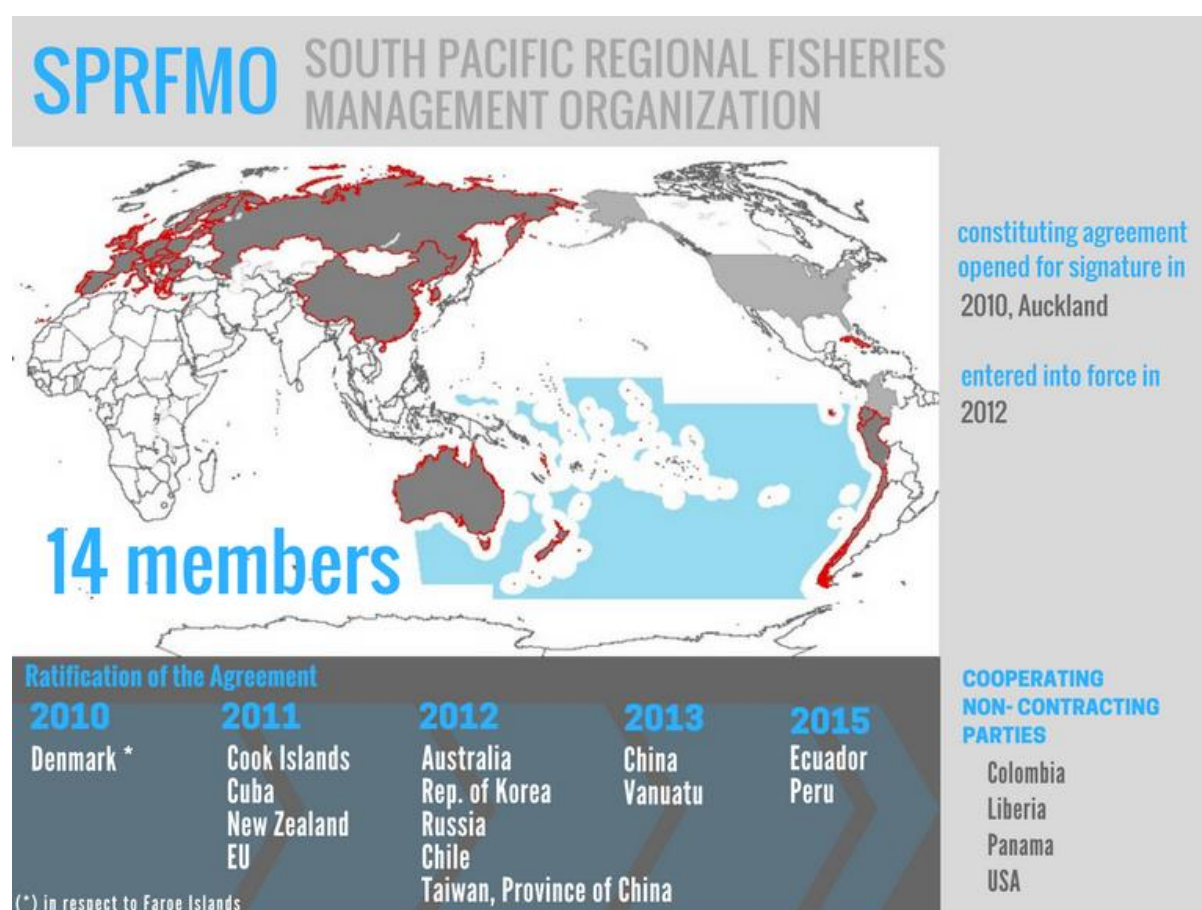 SPRFMO
SOUTH PACIFIC REGIONAL FISHERIES
MANAGEMENT ORGANIZATION
constituting agreement
opened for signature in
2010, Auckland
entered into force in
2012
14 members
Ratification of the Agreement
2010
Denmark *
2011
Cook Islands
Cuba
New Zealand
EU
2012
Australia
Rep. of Korea
Russia
Chile
Taiwan, Province of China
2013
China
Vanuatu
2015
Ecuador
Peru
(*) in respect to Faroe Islands
COOPERATING
NON- CONTRACTING
PARTIES
Colombia
Liberia
Panama
USA